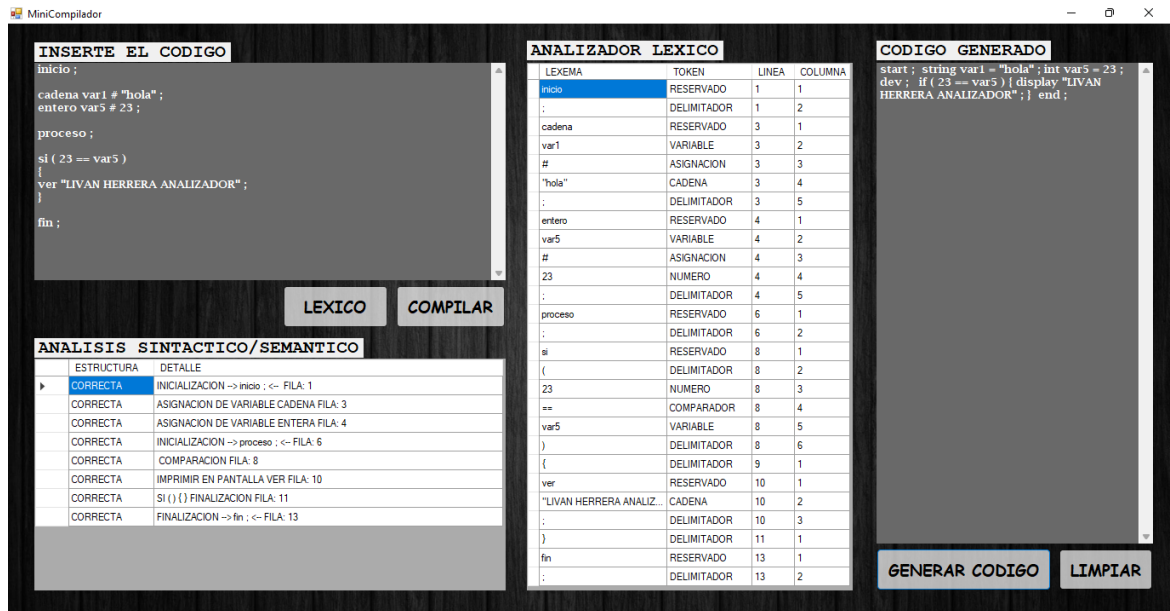 MiniCompilador
INSERTE EL CODIGO
inicio ;
cadena var1 # "hola" ;
entero var5 # 23 ;
proceso ;
si ( 23 == var5 )
{
ver "LIVAN HERRERA ANALIZADOR" ;
}
fin ;
LEXICO COMPILAR
ANALISIS SINTACTICO/SEMANTICO
ESTRUCTURA DETALLE
CORRECTA INICIALIZACION --> inicio ; <-- FILA: 1
CORRECTA ASIGNACION DE VARIABLE CADENA FILA: 3
CORRECTA ASIGNACION DE VARIABLE ENTERA FILA: 4
CORRECTA INICIALIZACION --> proceso ; <-- FILA: 6
CORRECTA COMPARACION FILA: 8
CORRECTA IMPRIMIR EN PANTALLA VER FILA: 10
CORRECTA SI ( ) { } FINALIZACION FILA: 11
CORRECTA FINALIZACION --> fin ; <-- FILA: 13
ANALIZADOR LEXICO
LEXEMA TOKEN LINEA COLUMNA
inicio RESERVADO 1 1
; DELIMITADOR 1 2
cadena RESERVADO 3 1
var1 VARIABLE 3 2
# ASIGNACION 3 3
"hola" CADENA 3 4
; DELIMITADOR 3 5
entero RESERVADO 4 1
var5 VARIABLE 4 2
# ASIGNACION 4 3
23 NUMERO 4 4
; DELIMITADOR 4 5
proceso RESERVADO 6 1
; DELIMITADOR 6 2
si RESERVADO 8 1
( DELIMITADOR 8 2
23 NUMERO 8 3
== COMPARADOR 8 4
var5 VARIABLE 8 5
) DELIMITADOR 8 6
{ DELIMITADOR 9 1
ver RESERVADO 10 1
"LIVAN HERRERA ANALIZ... CADENA 10 2
; DELIMITADOR 10 3
} DELIMITADOR 11 1
fin RESERVADO 13 1
; DELIMITADOR 13 2
CODIGO GENERADO
start ; string var1 = "hola" ; int var5 = 23 ;
dev ; if ( 23 == var5 ) { display "LIVAN
HERRERA ANALIZADOR" ; } end ;
GENERAR CODIGO LIMPIAR